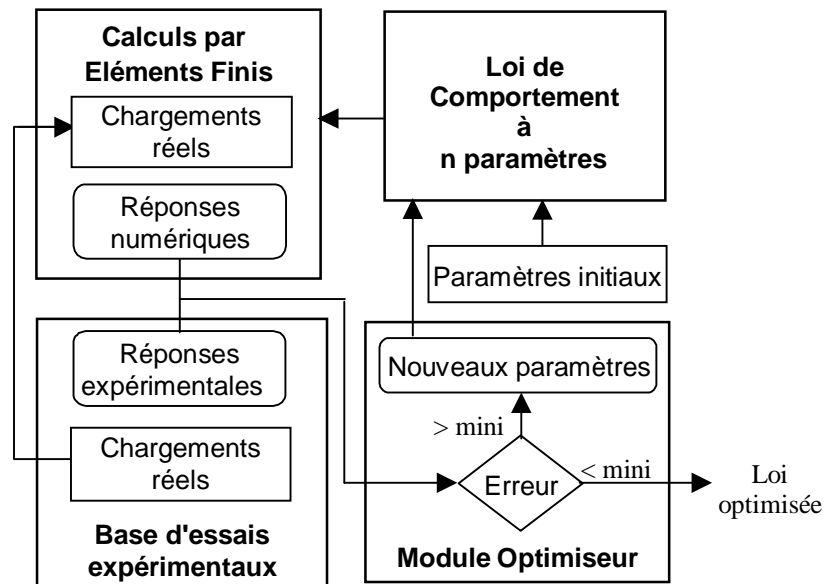 Calculs par
Eléments Finis
Chargements
réels
Réponses
numériques
Loi de
Comportement
à
n paramètres
Paramètres initiaux
Réponses
expérimentales
Chargements
réels
Base d'essais
expérimentaux
Nouveaux paramètres
> mini
Erreur
< mini
Module Optimiseur
Loi
optimisée